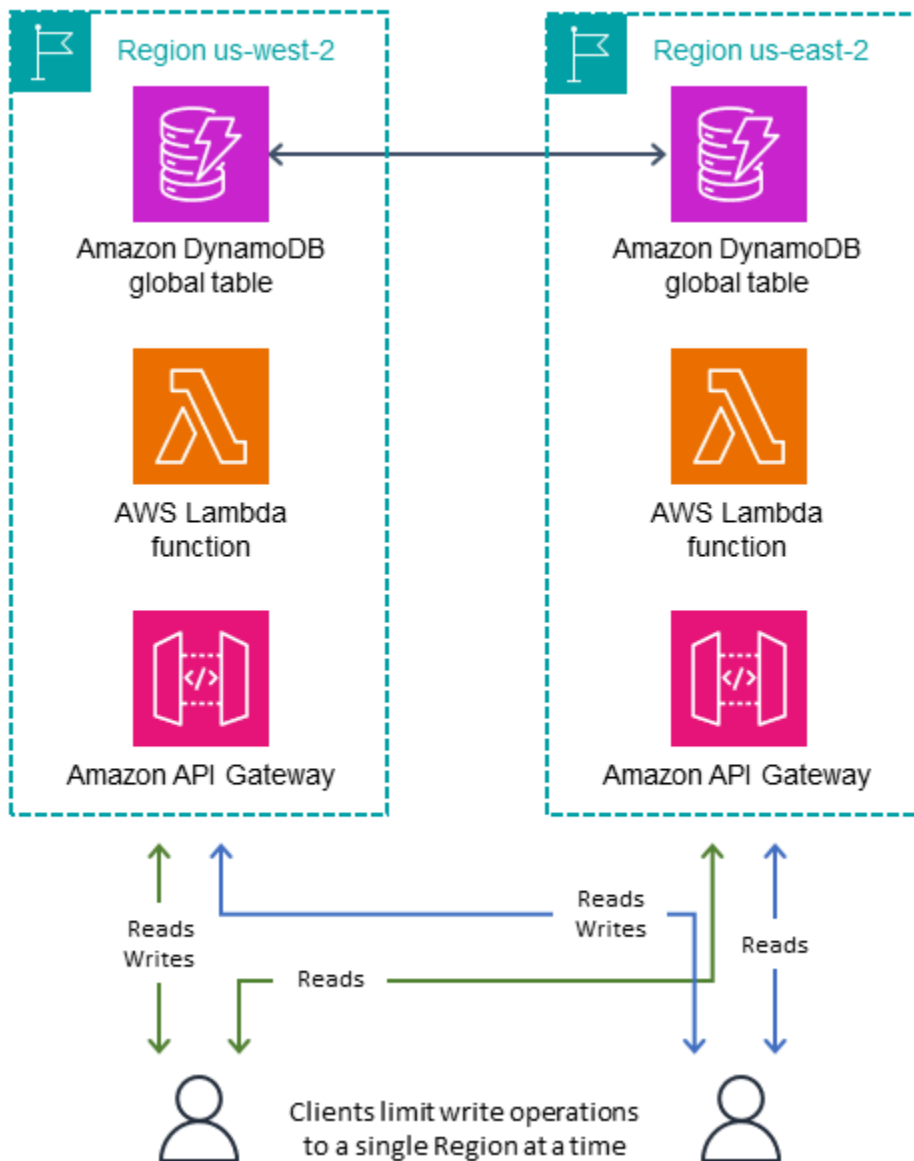 Region us-west-2
Region us-east-2
Amazon DynamoDB
global table
Amazon DynamoDB
global table
AWS Lambda
function
AWS Lambda
function
</>
</>
Amazon API Gateway
Amazon API Gateway
Reads
Writes
Reads
Writes
Reads
Reads
Clients limit write operations
to a single Region at a time